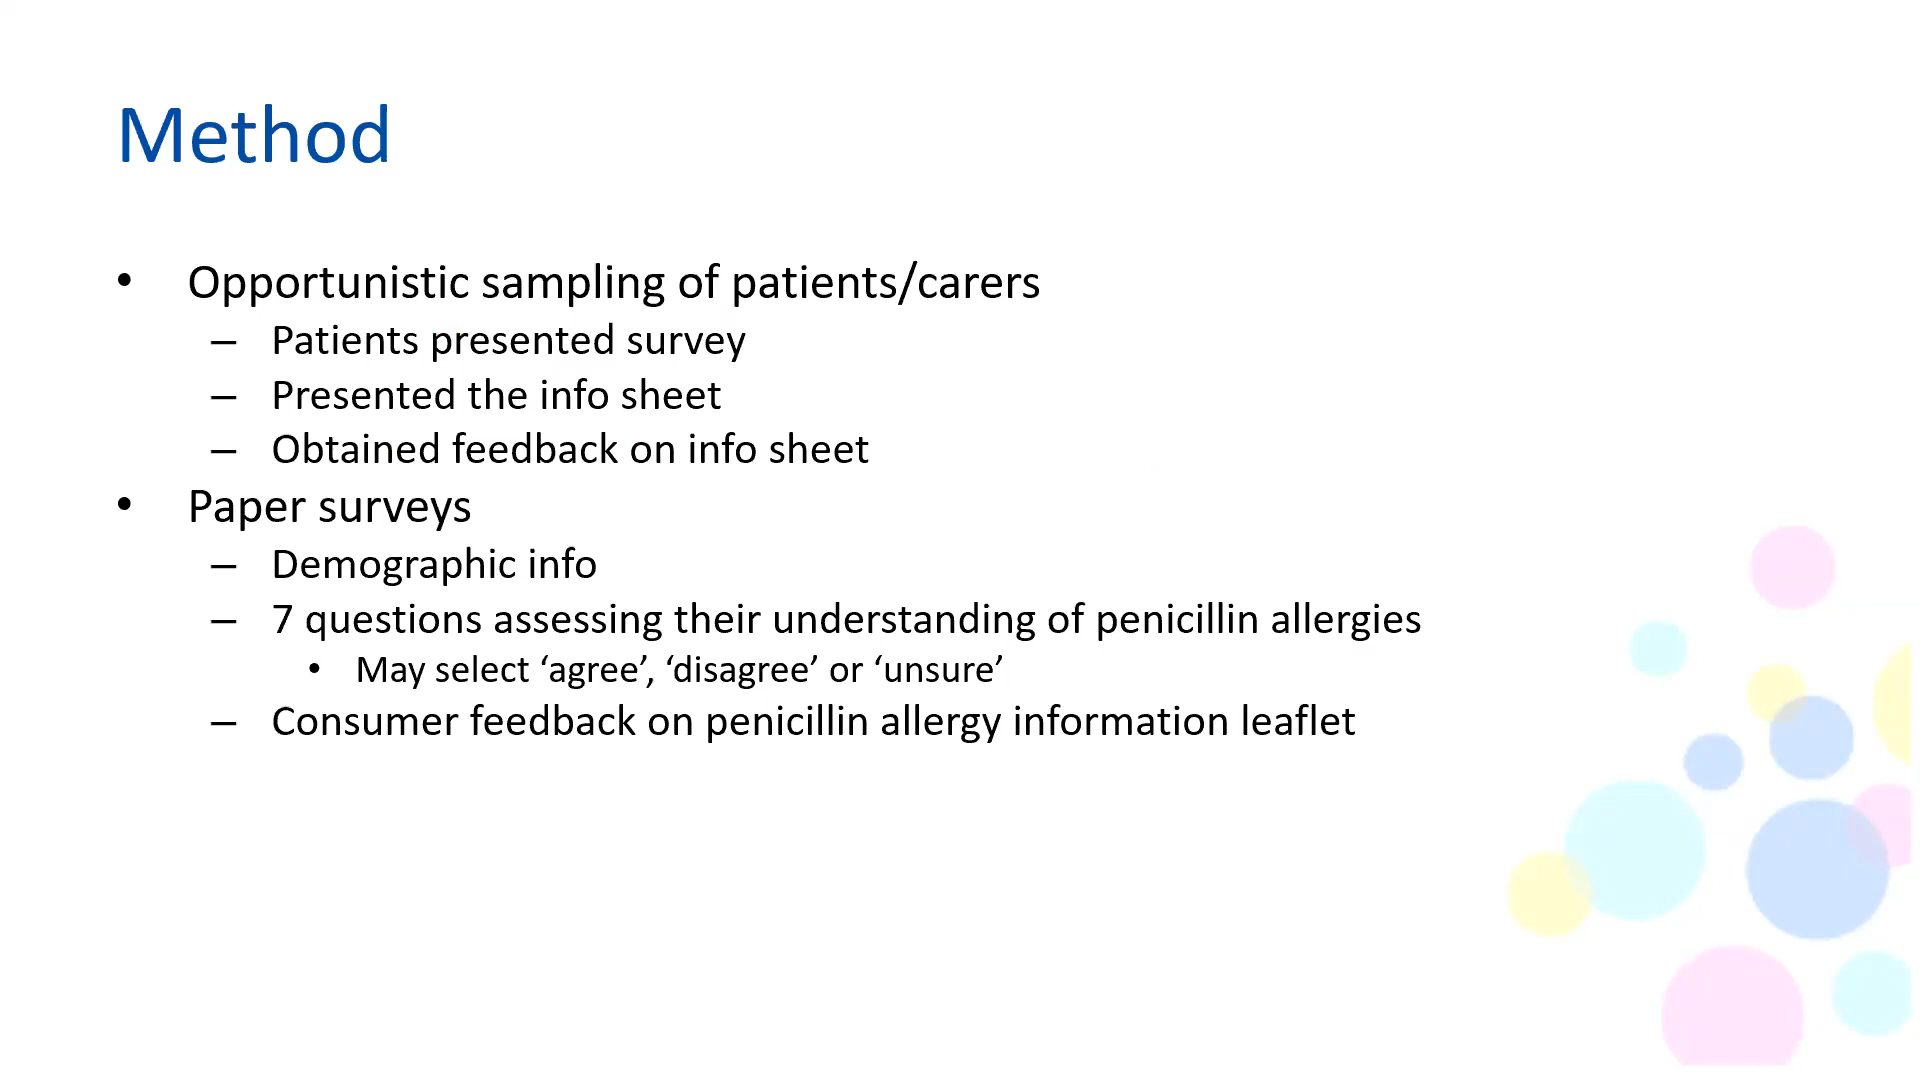 Method
• Opportunistic sampling of patients/carers
– Patients presented survey
– Presented the info sheet
– Obtained feedback on info sheet
• Paper surveys
– Demographic info
– 7 questions assessing their understanding of penicillin allergies
• May select ‘agree’, ‘disagree’ or ‘unsure’
– Consumer feedback on penicillin allergy information leaflet